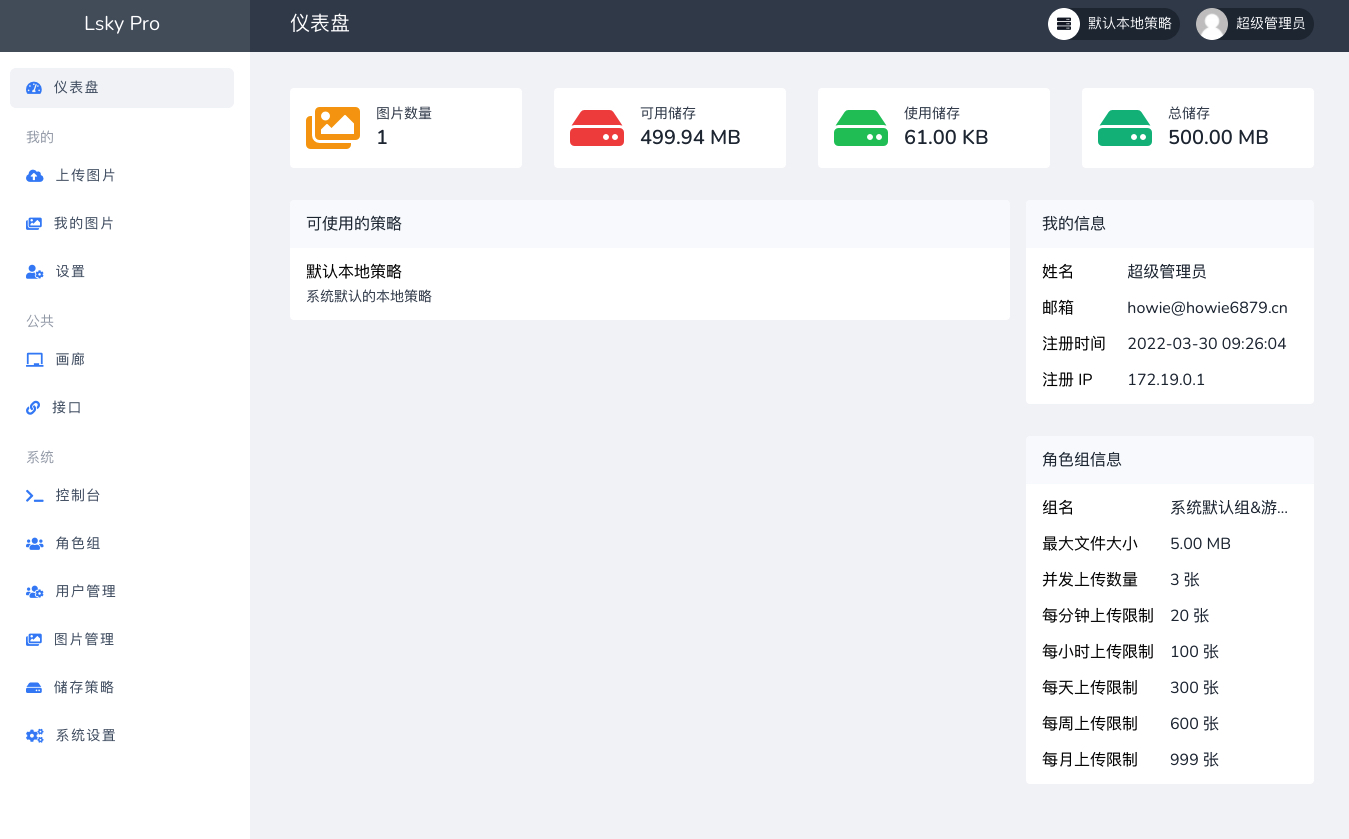 Lsky Pro
仪表盘
默认本地策略
超级管理员
仪表盘
我的
上传图片
我的图片
设置
公共
画廊
接口
系统
控制台
角色组
用户管理
图片管理
储存策略
系统设置
图片数量
1
可用储存
499.94 MB
使用储存
61.00 KB
总储存
500.00 MB
可使用的策略
默认本地策略
系统默认的本地策略
我的信息
姓名 超级管理员
邮箱 howie@howie6879.cn
注册时间 2022-03-30 09:26:04
注册 IP 172.19.0.1
角色组信息
组名 系统默认组&游...
最大文件大小 5.00 MB
并发上传数量 3 张
每分钟上传限制 20 张
每小时上传限制 100 张
每天上传限制 300 张
每周上传限制 600 张
每月上传限制 999 张